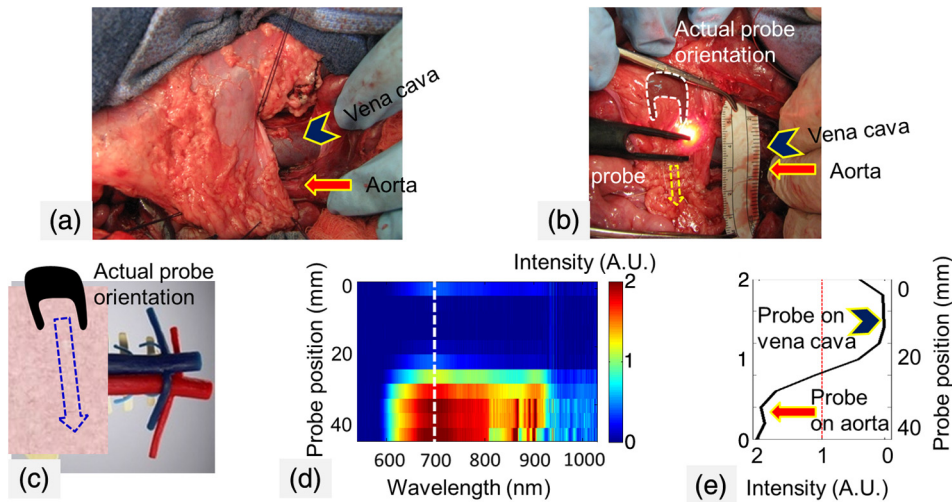 Vena cava
Aorta
(a)
Actual probe
orientation
Vena cava
Aorta
probe
(b)
Actual probe
orientation
(c)
Intensity (A.U.)
Probe position (mm)
0
20
40
600 700 800 900 1000
Wavelength (nm)
2
1
0
(d)
2
1
2
1
0
Probe on
vena cava
Probe
on aorta
0
20
40
Probe position (mm)
2 1 0
Intensity (A.U.)
(e)